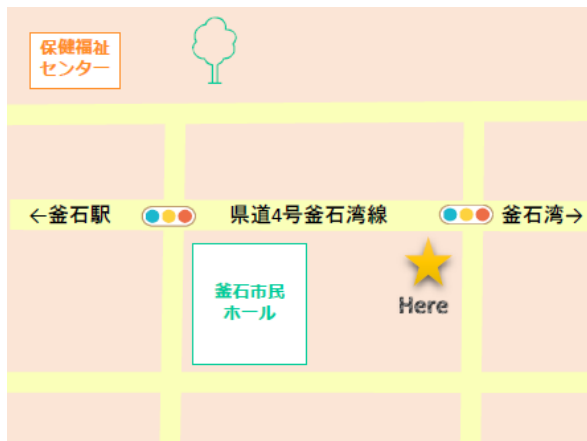 保健福祉
センター
←釜石駅
県道4号釜石湾線
釜石湾→
釜石市民
ホール
Here